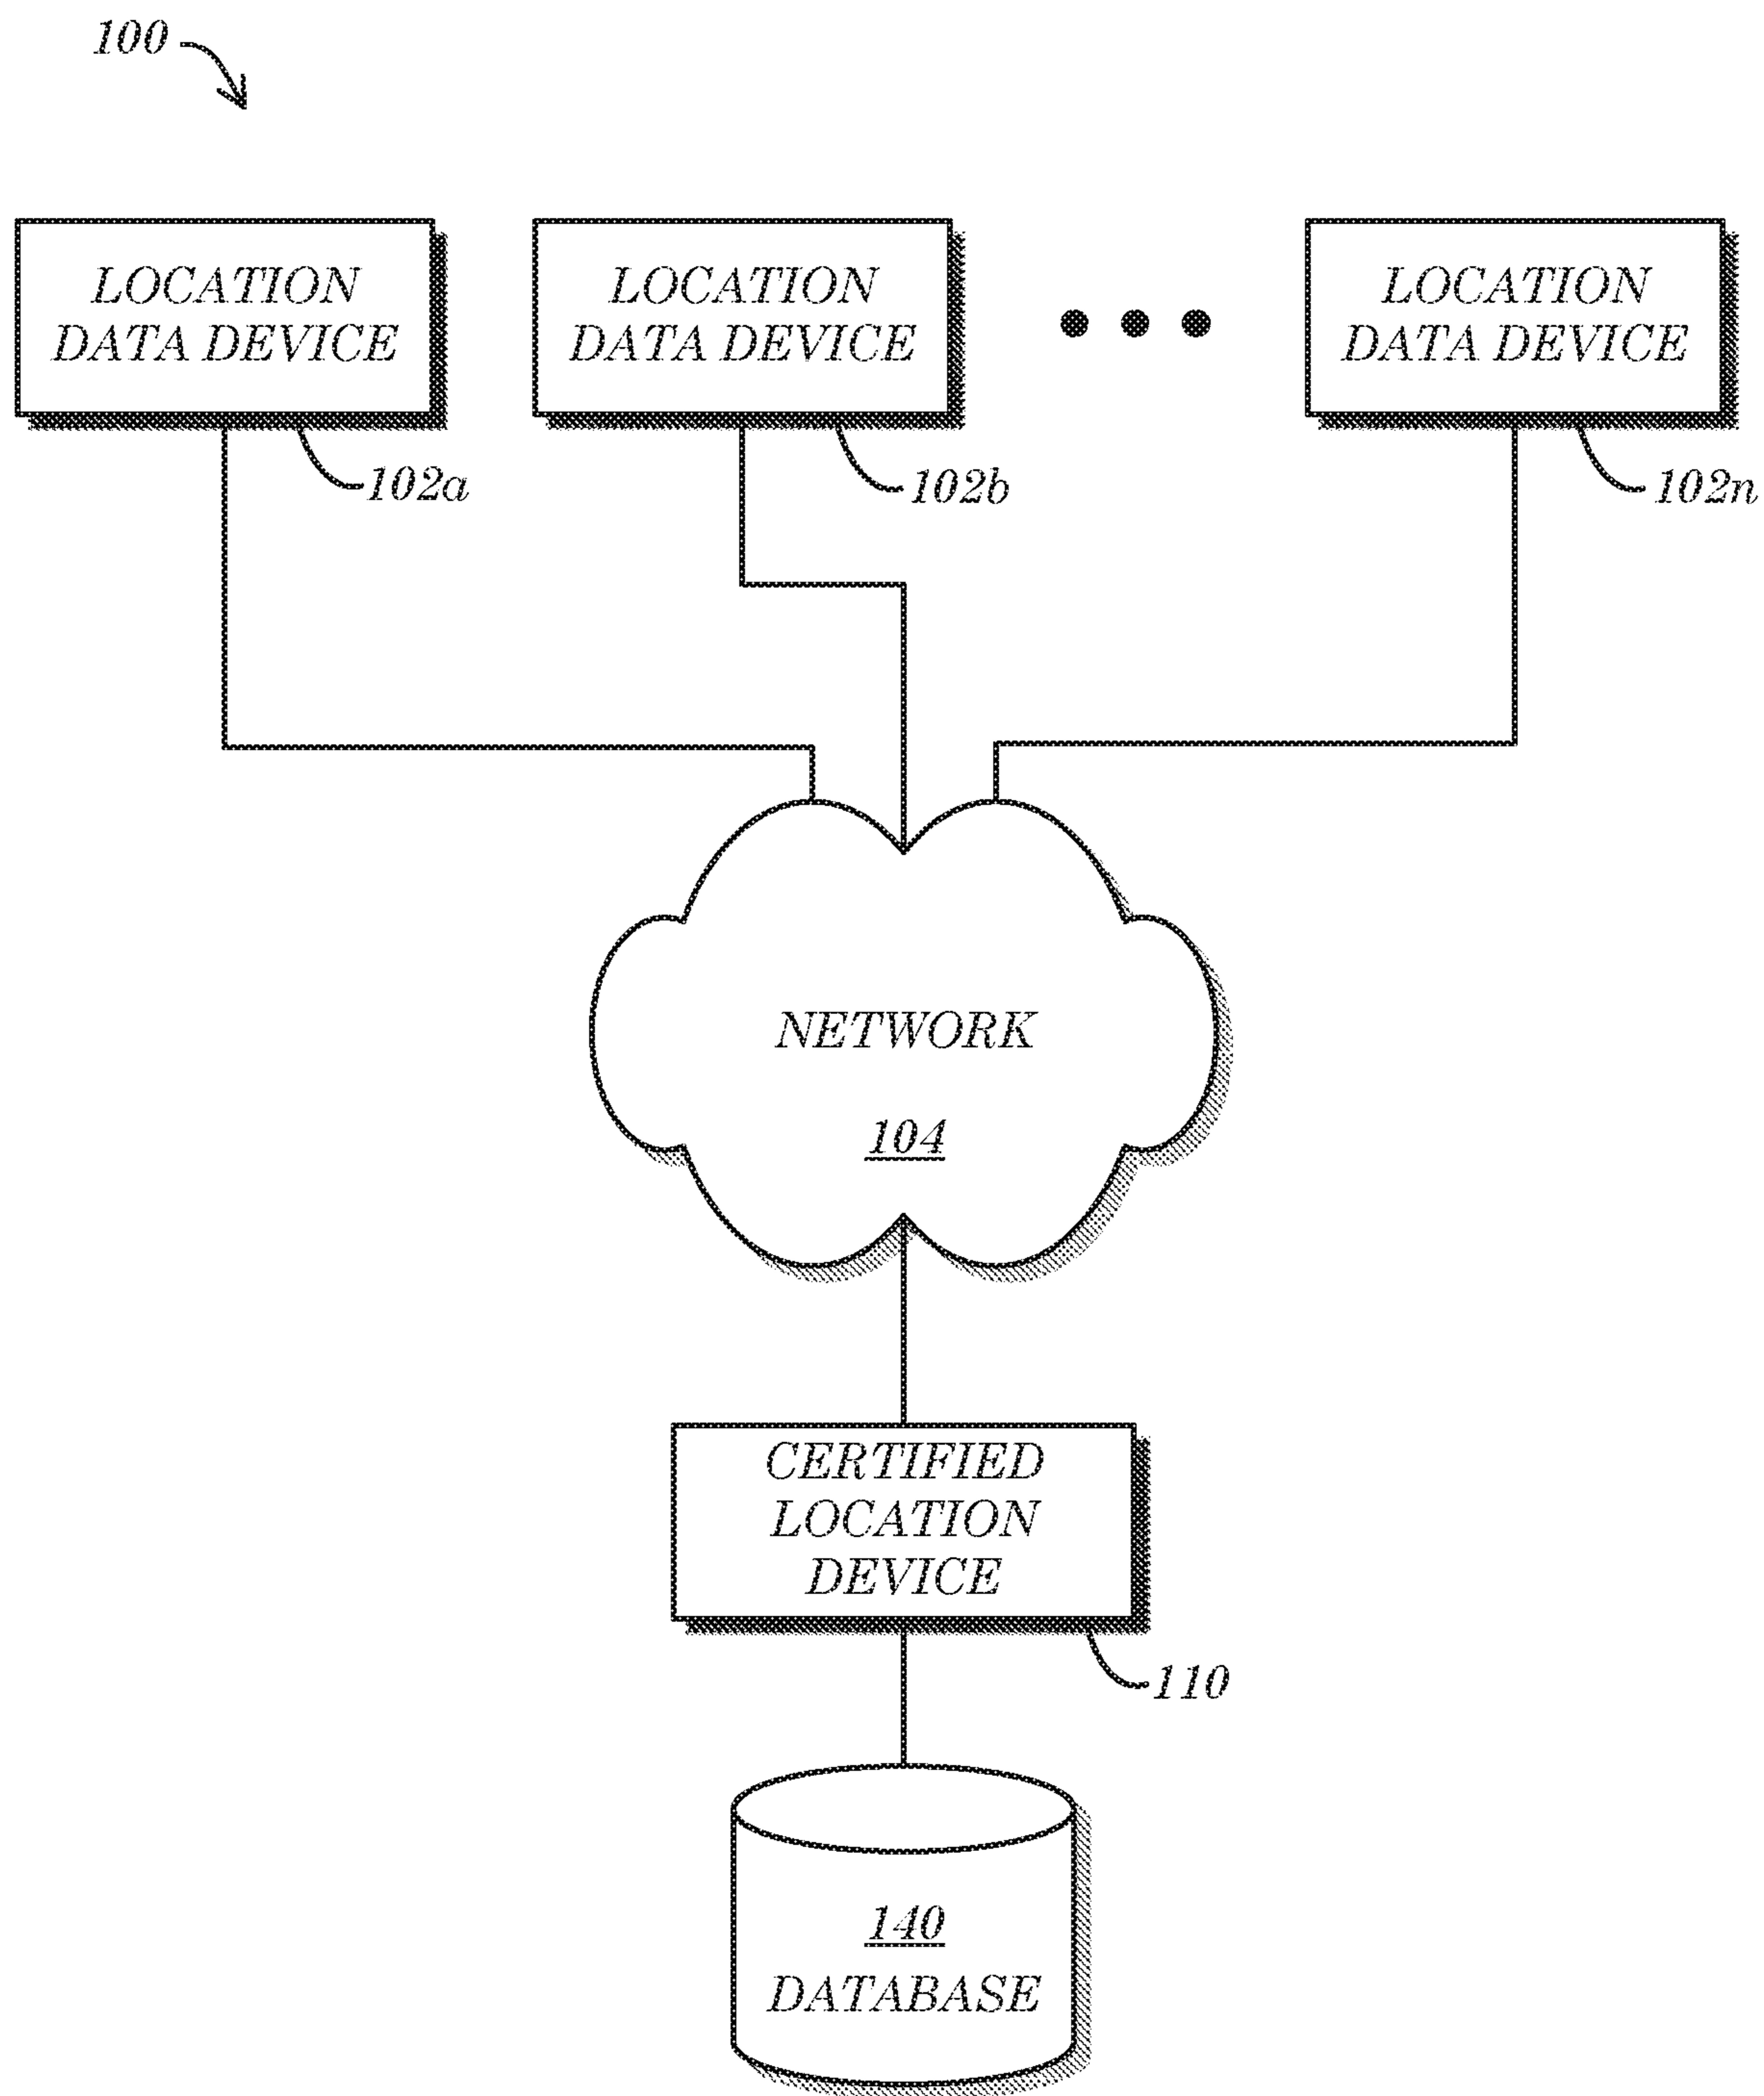 100
LOCATION
DATA DEVICE
LOCATION
DATA DEVICE
LOCATION
DATA DEVICE
102a
102b
102n
NETWORK
104
CERTIFIED
LOCATION
DEVICE
110
140
DATABASE